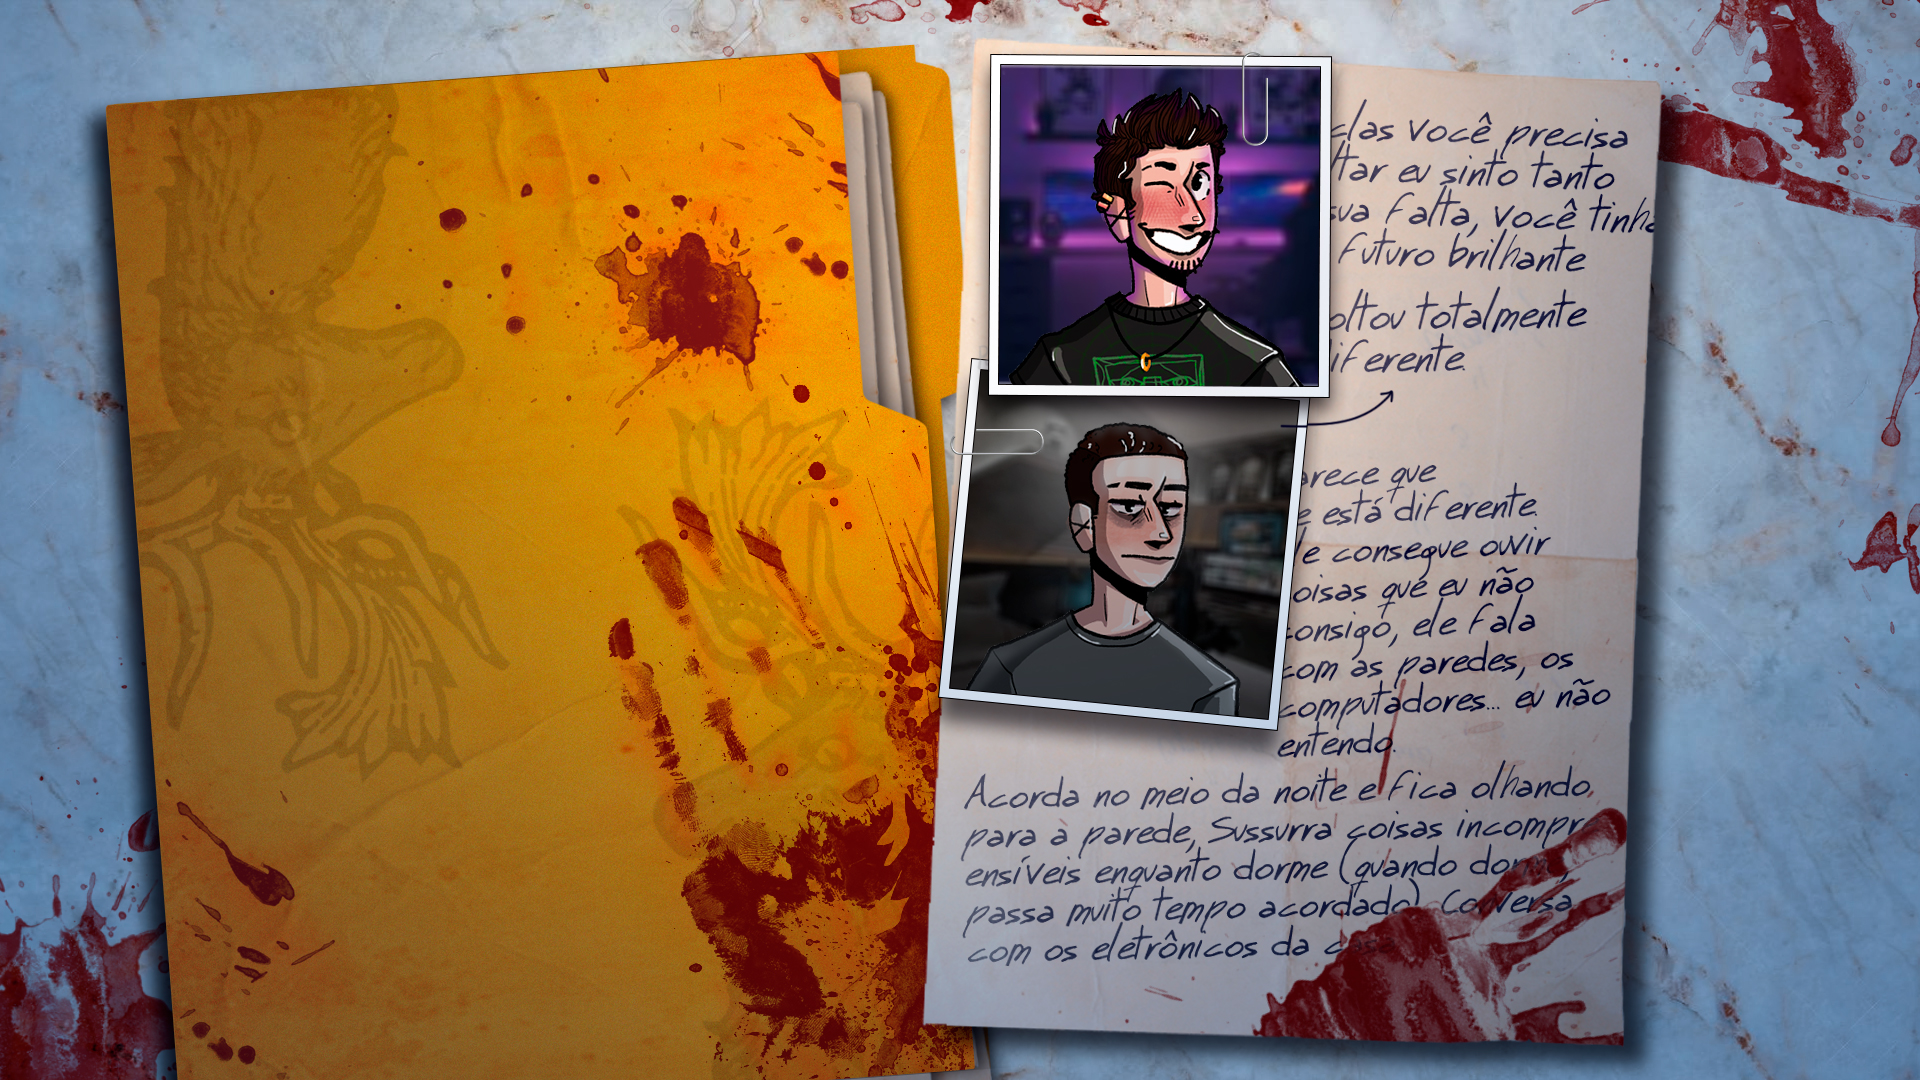 clas você precisa
ltar eu sinto tanto
sua falta, você tinha
futuro brilhante
oltou totalmente
iferente.
arece que
e está diferente.
le consegue ouvir
oisas que eu não
consigo, ele fala
com as paredes, os
computadores... eu não
entendo.
Acorda no meio da noite e fica olhando
para a parede, Sussurra coisas incompr
ensíveis enquanto dorme (quando dor
passa muito tempo acordado). Conversa
com os eletrônicos da c